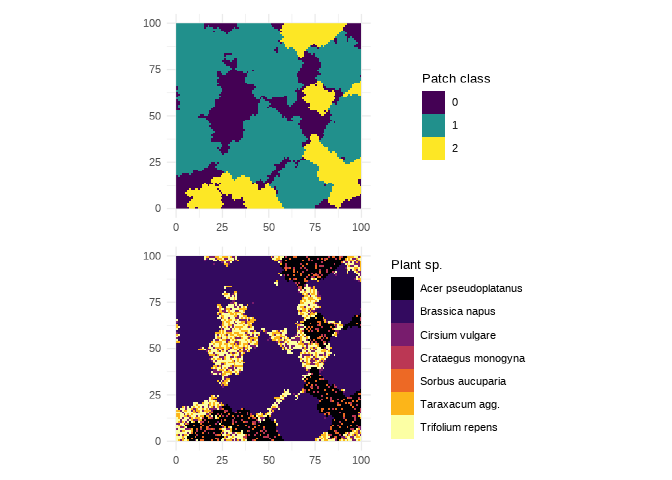 100
75
50
25
0
0 25 50 75 100
Patch class
0
1
2
100
75
50
25
0
0 25 50 75 100
Plant sp.
Acer pseudoplatanus
Brassica napus
Cirsium vulgare
Crataegus monogyna
Sorbus aucuparia
Taraxacum agg.
Trifolium repens